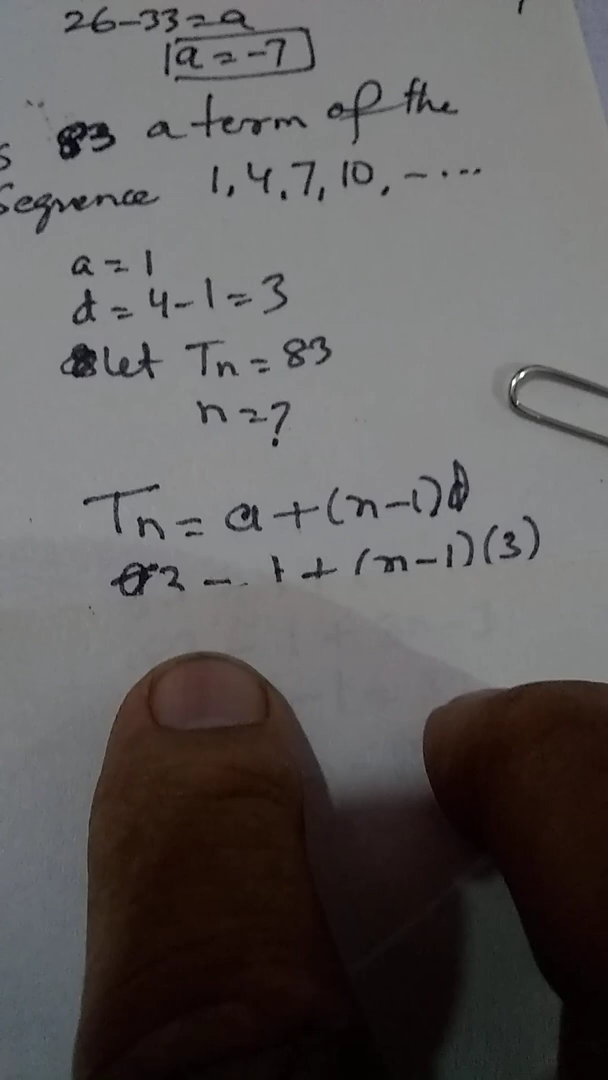 26-33=a
a=-7
83 a term of the
Sequence 1,4,7,10,-...
a=1
d=4-1=3
let Tn=83
n=?
Tn=a+(n-1)d
1+(n-1)(3)